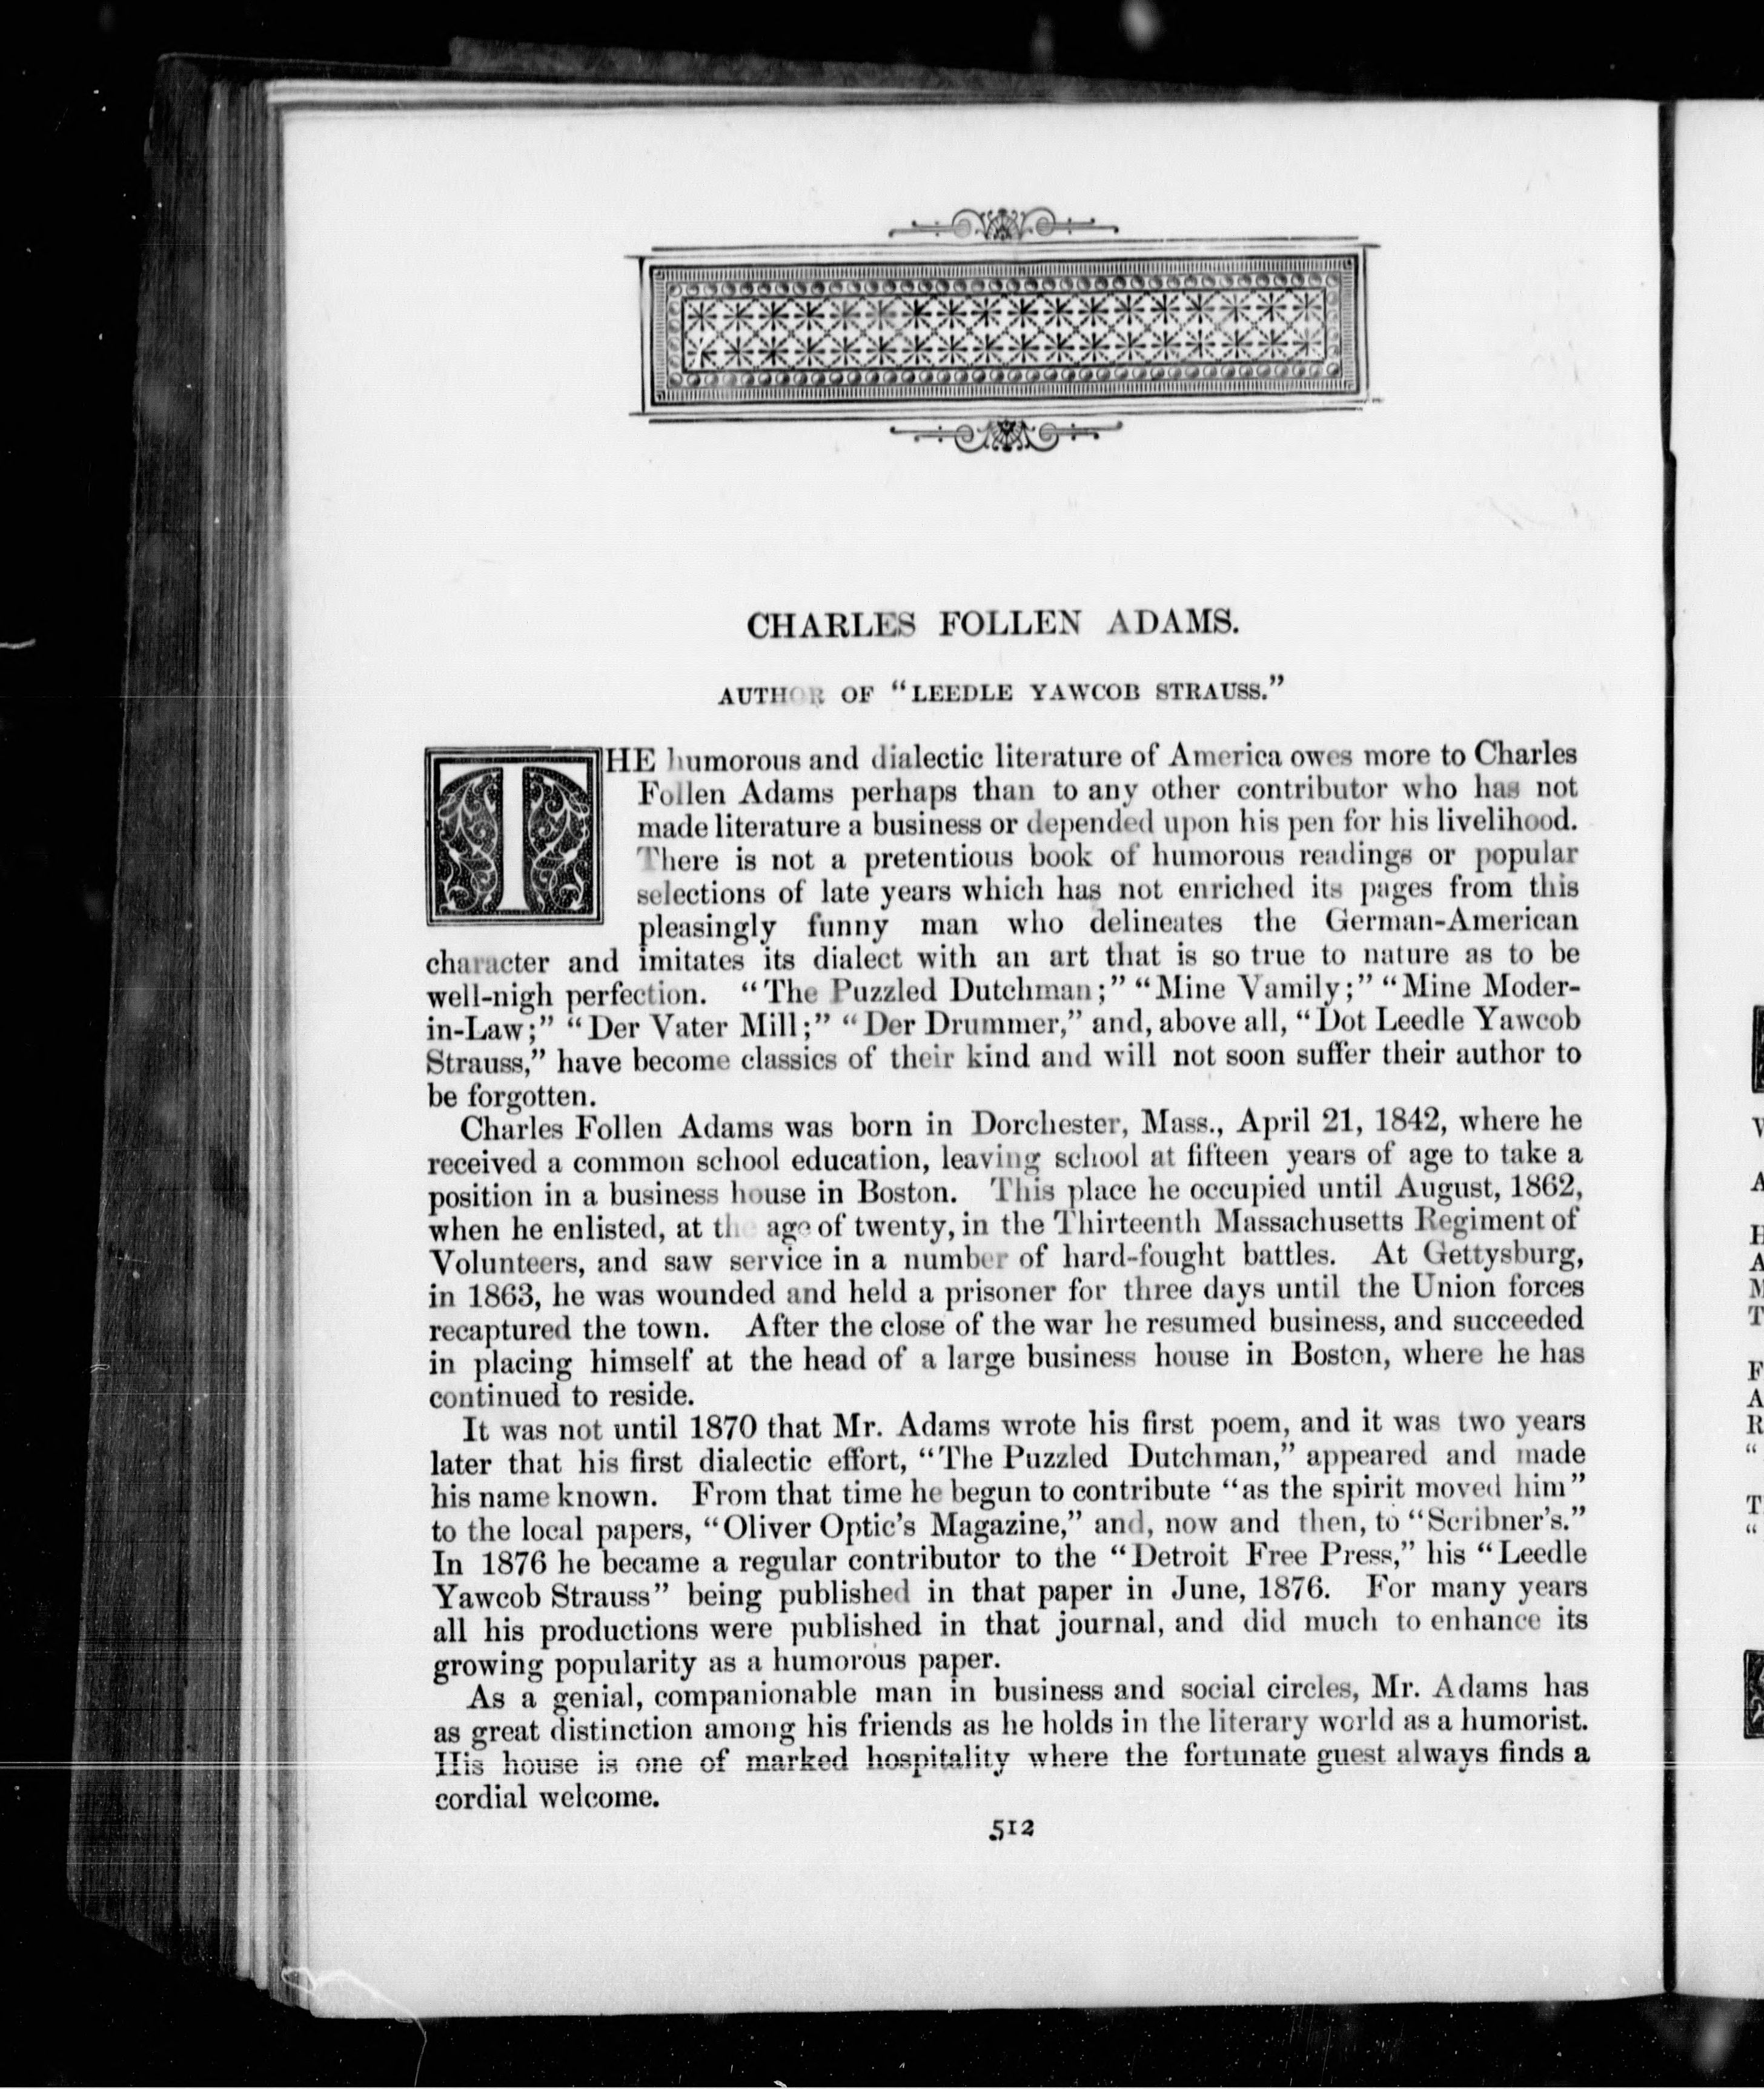 CHARLES FOLLEN ADAMS.
AUTHOR OF “LEEDLE YAWCOB STRAUSS.”
THE humorous and dialectic literature of America owes more to Charles
Follen Adams perhaps than to any other contributor who has not
made literature a business or depended upon his pen for his livelihood.
There is not a pretentious book of humorous readings or popular
selections of late years which has not enriched its pages from this
pleasingly funny man who delineates the German-American
character and imitates its dialect with an art that is so true to nature as to be
well-nigh perfection. “The Puzzled Dutchman;” “Mine Vamily;” “Mine Moder-
in-Law;” “Der Vater Mill;” “Der Drummer,” and, above all, “Dot Leedle Yawcob
Strauss,” have become classics of their kind and will not soon suffer their author to
be forgotten.
Charles Follen Adams was born in Dorchester, Mass., April 21, 1842, where he
received a common school education, leaving school at fifteen years of age to take a
position in a business house in Boston. This place he occupied until August, 1862,
when he enlisted, at the age of twenty, in the Thirteenth Massachusetts Regiment of
Volunteers, and saw service in a number of hard-fought battles. At Gettysburg,
in 1863, he was wounded and held a prisoner for three days until the Union forces
recaptured the town. After the close of the war he resumed business, and succeeded
in placing himself at the head of a large business house in Boston, where he has
continued to reside.
It was not until 1870 that Mr. Adams wrote his first poem, and it was two years
later that his first dialectic effort, “The Puzzled Dutchman,” appeared and made
his name known. From that time he begun to contribute “as the spirit moved him”
to the local papers, “Oliver Optic’s Magazine,” and, now and then, to “Scribner’s.”
In 1876 he became a regular contributor to the “Detroit Free Press,” his “Leedle
Yawcob Strauss” being published in that paper in June, 1876. For many years
all his productions were published in that journal, and did much to enhance its
growing popularity as a humorous paper.
As a genial, companionable man in business and social circles, Mr. Adams has
as great distinction among his friends as he holds in the literary world as a humorist.
His house is one of marked hospitality where the fortunate guest always finds a
cordial welcome.
512